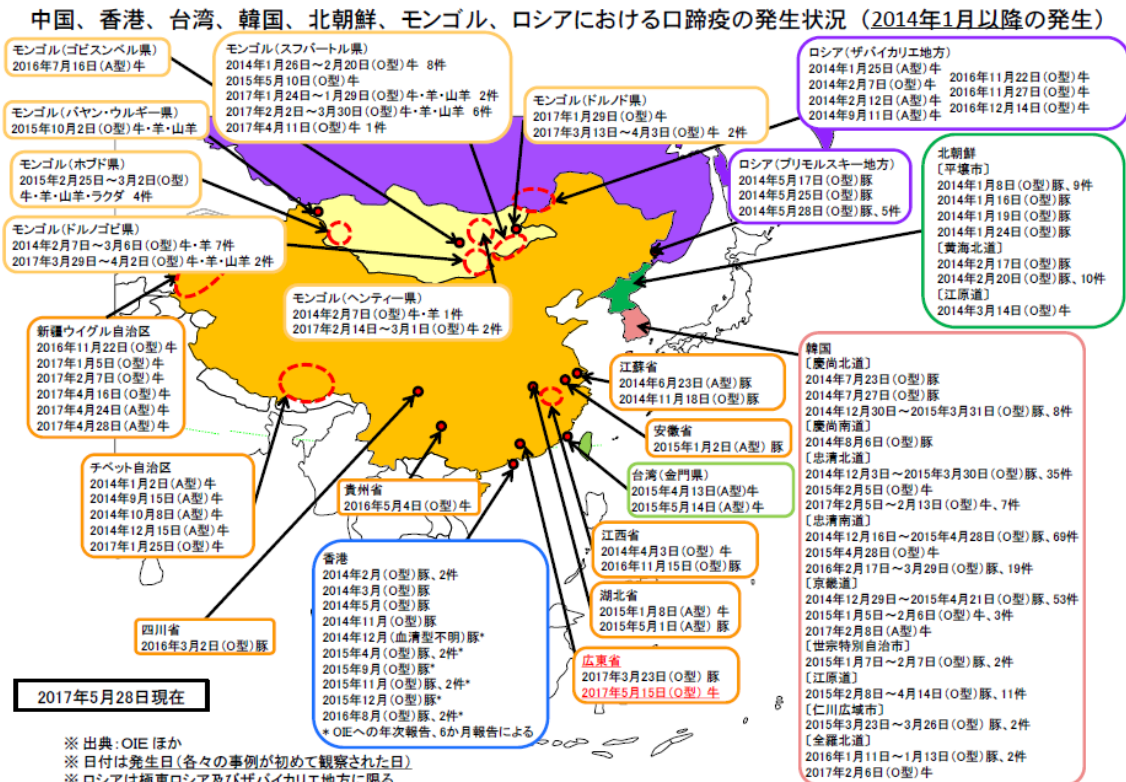 中国、香港、台湾、韓国、北朝鮮、モンゴル、ロシアにおける口蹄疫の発生状況（2014年1月以降の発生）
モンゴル(ゴビスンベル県)
2016年7月16日(A型)牛
モンゴル(スフバートル県)
2014年1月26日～2月20日(O型)牛 8件
2015年5月10日(O型)牛
2017年1月24日～1月29日(O型)牛・羊・山羊 2件
2017年2月2日～3月30日(O型)牛・羊・山羊 6件
2017年4月11日(O型)牛 1件
ロシア(ザバイカリエ地方)
2014年1月25日(A型)牛
2014年2月7日(O型)牛
2014年2月12日(A型)牛
2014年9月11日(A型)牛
2016年11月22日(O型)牛
2016年11月27日(O型)牛
2016年12月14日(O型)牛
モンゴル(バヤン・ウルギー県)
2015年10月2日(O型)牛・羊・山羊
モンゴル(ドルノド県)
2017年1月29日(O型)牛
2017年3月13日～4月3日(O型)牛 2件
モンゴル(ホブド県)
2015年2月25日～3月2日(O型)
牛・羊・山羊・ラクダ 4件
ロシア(プリモルスキー地方)
2014年5月17日(O型)豚
2014年5月25日(O型)豚
2014年5月28日(O型)豚、5件
北朝鮮
〔平壌市〕
2014年1月8日(O型)豚、9件
2014年1月16日(O型)豚
2014年1月19日(O型)豚
2014年1月24日(O型)豚
〔黄海北道〕
2014年2月17日(O型)豚
2014年2月20日(O型)豚、10件
〔江原道〕
2014年3月14日(O型)牛
モンゴル(ドルノゴビ県)
2014年2月7日～3月6日(O型)牛・羊 7件
2017年3月29日～4月2日(O型)牛・羊・山羊 2件
モンゴル(ヘンティー県)
2014年2月7日(O型)牛・羊 1件
2017年2月14日～3月1日(O型)牛 2件
新疆ウイグル自治区
2016年11月22日(O型)牛
2017年1月5日(O型)牛
2017年2月7日(O型)牛
2017年4月16日(O型)牛
2017年4月24日(A型)牛
2017年4月28日(A型)牛
江蘇省
2014年6月23日(A型)豚
2014年11月18日(O型)豚
安徽省
2015年1月2日(A型) 豚
韓国
〔慶尚北道〕
2014年7月23日(O型)豚
2014年7月27日(O型)豚
2014年12月30日～2015年3月31日(O型)豚、8件
〔慶尚南道〕
2014年8月6日(O型)豚
〔忠清北道〕
2014年12月3日～2015年3月30日(O型)豚、35件
2015年2月5日(O型)牛
2017年2月5日～2月13日(O型)牛、7件
〔忠清南道〕
2014年12月16日～2015年4月28日(O型)豚、69件
2015年4月28日(O型)牛
2016年2月17日～3月29日(O型)豚、19件
〔京畿道〕
2014年12月29日～2015年4月21日(O型)豚、53件
2015年1月5日～2月6日(O型)牛、3件
2017年2月8日(A型)牛
〔世宗特別自治市〕
2015年1月7日～2月7日(O型)豚、2件
〔江原道〕
2015年2月8日～4月14日(O型)豚、11件
〔仁川広域市〕
2015年3月23日～3月26日(O型)豚、2件
〔全羅北道〕
2016年1月11日～1月13日(O型)豚、2件
2017年2月6日(O型)牛
チベット自治区
2014年1月2日(A型)牛
2014年9月15日(A型)牛
2014年10月8日(A型)牛
2014年12月15日(A型)牛
2017年1月25日(O型)牛
貴州省
2016年5月4日(O型)牛
台湾(金門県)
2015年4月13日(A型)牛
2015年5月14日(A型)牛
江西省
2014年4月3日(O型) 牛
2016年11月15日(O型)豚
香港
2014年2月(O型)豚、2件
2014年3月(O型)豚
2014年5月(O型)豚
2014年11月(O型)豚
2014年12月(血清型不明)豚*
2015年4月(O型)豚、2件*
2015年9月(O型)豚*
2015年11月(O型)豚、2件*
2015年12月(O型)豚*
2016年8月(O型)豚、2件*
* OIEへの年次報告、6か月報告による
湖北省
2015年1月8日(A型) 牛
2015年5月1日(A型) 豚
四川省
2016年3月2日(O型)豚
広東省
2017年3月23日(O型) 豚
2017年5月15日(O型) 牛
2017年5月28日現在
※ 出典：OIE ほか
※ 日付は発生日(各々の事例が初めて観察された日)
※ ロシアは極東ロシア及びザバイカリエ地方に限る